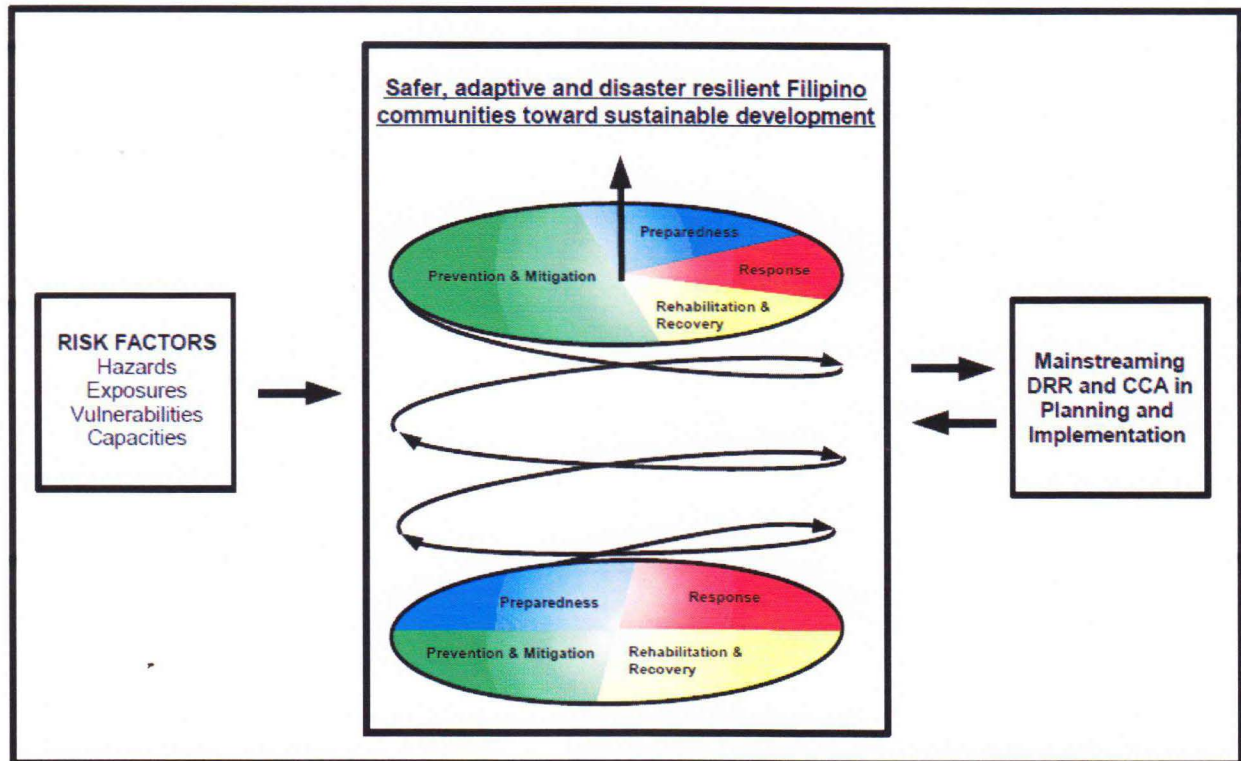 Safer, adaptive and disaster resilient Filipino
communities toward sustainable development
Preparedness
Prevention & Mitigation
Response
Rehabilitation &
Recovery
RISK FACTORS
Hazards
Exposures
Vulnerabilities
Capacities
Mainstreaming
DRR and CCA in
Planning and
Implementation
Preparedness
Response
Prevention & Mitigation
Rehabilitation &
Recovery